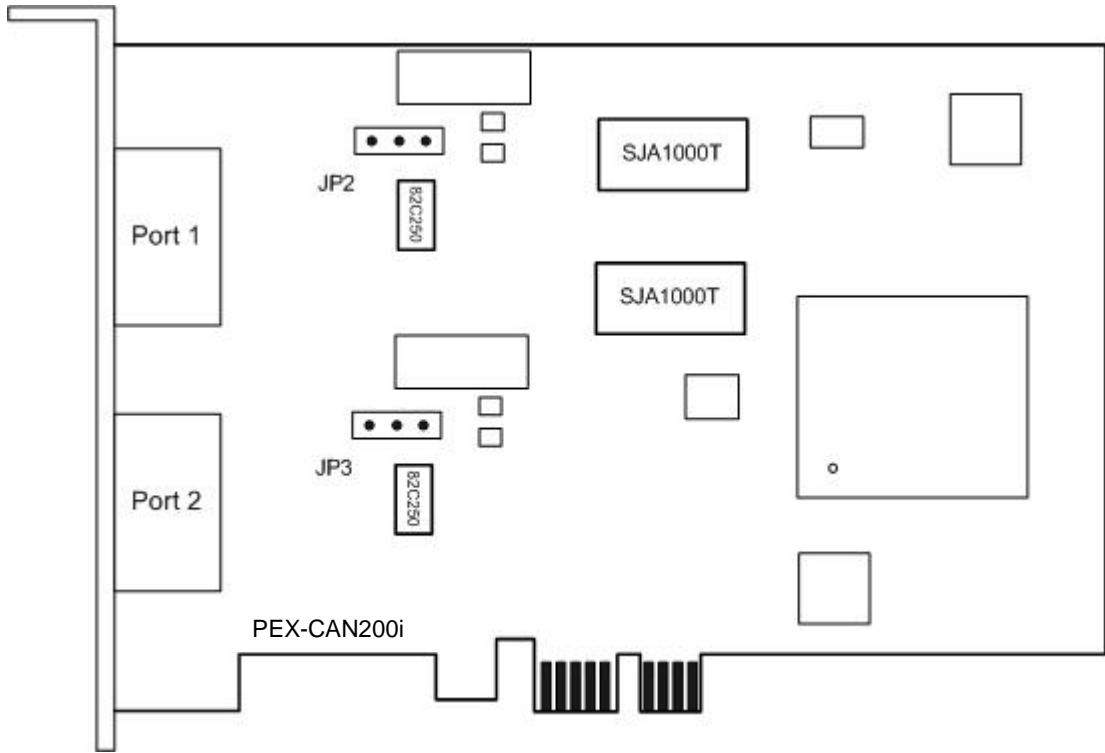 SJA1000T
JP2
82C250
Port 1
SJA1000T
JP3
82C250
Port 2
PEX-CAN200i